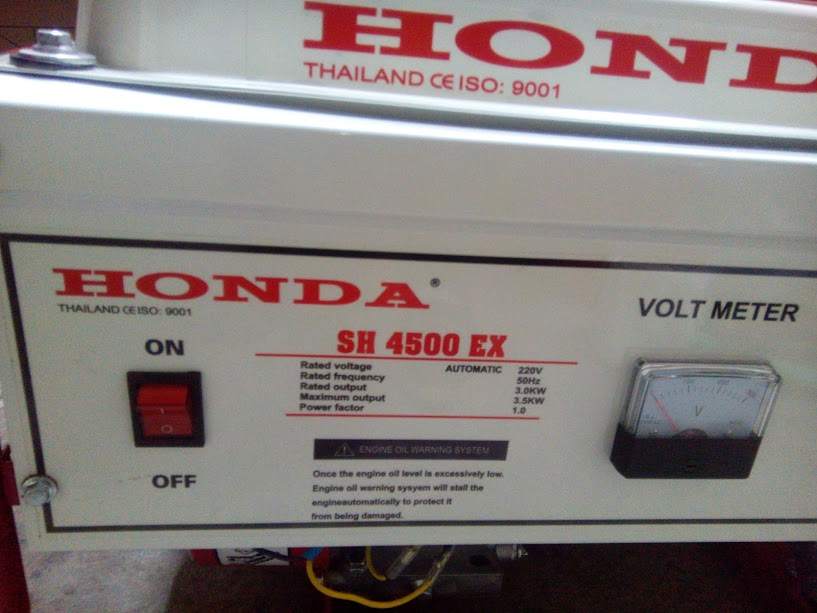 HOND
THAILAND CE ISO: 9001
HONDA®
THAILAND CE ISO: 9001
VOLT METER
ON
SH 4500 EX
Rated voltage AUTOMATIC 220V
Rated frequency 50Hz
Rated output 3.0KW
Maximum output 3.5KW
Power factor 1.0
V
OFF
ENGINE OIL WARNING SYSTEM
Once the engine oil level is excessively low.
Engine oil warning sysyem will stall the
engineautomatically to protect it
from being damaged.